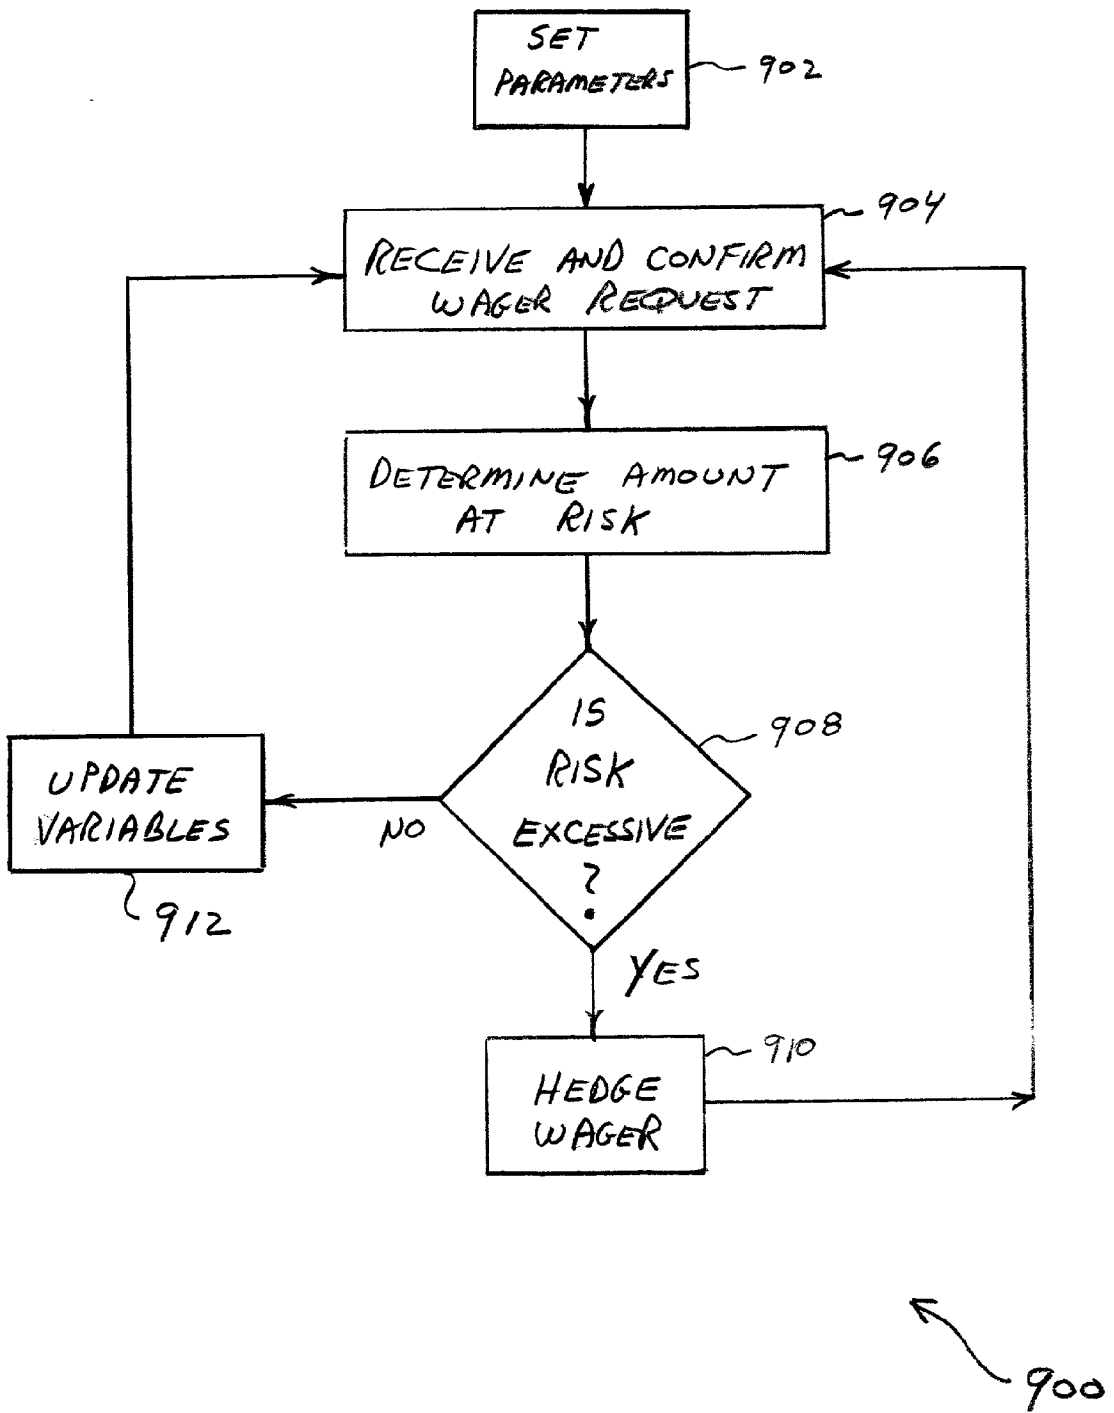 SET
PARAMETERS
902
904
RECEIVE AND CONFIRM
WAGER REQUEST
906
DETERMINE AMOUNT
AT RISK
IS
RISK
EXCESSIVE
?
908
NO
UPDATE
VARIABLES
912
YES
910
HEDGE
WAGER
900